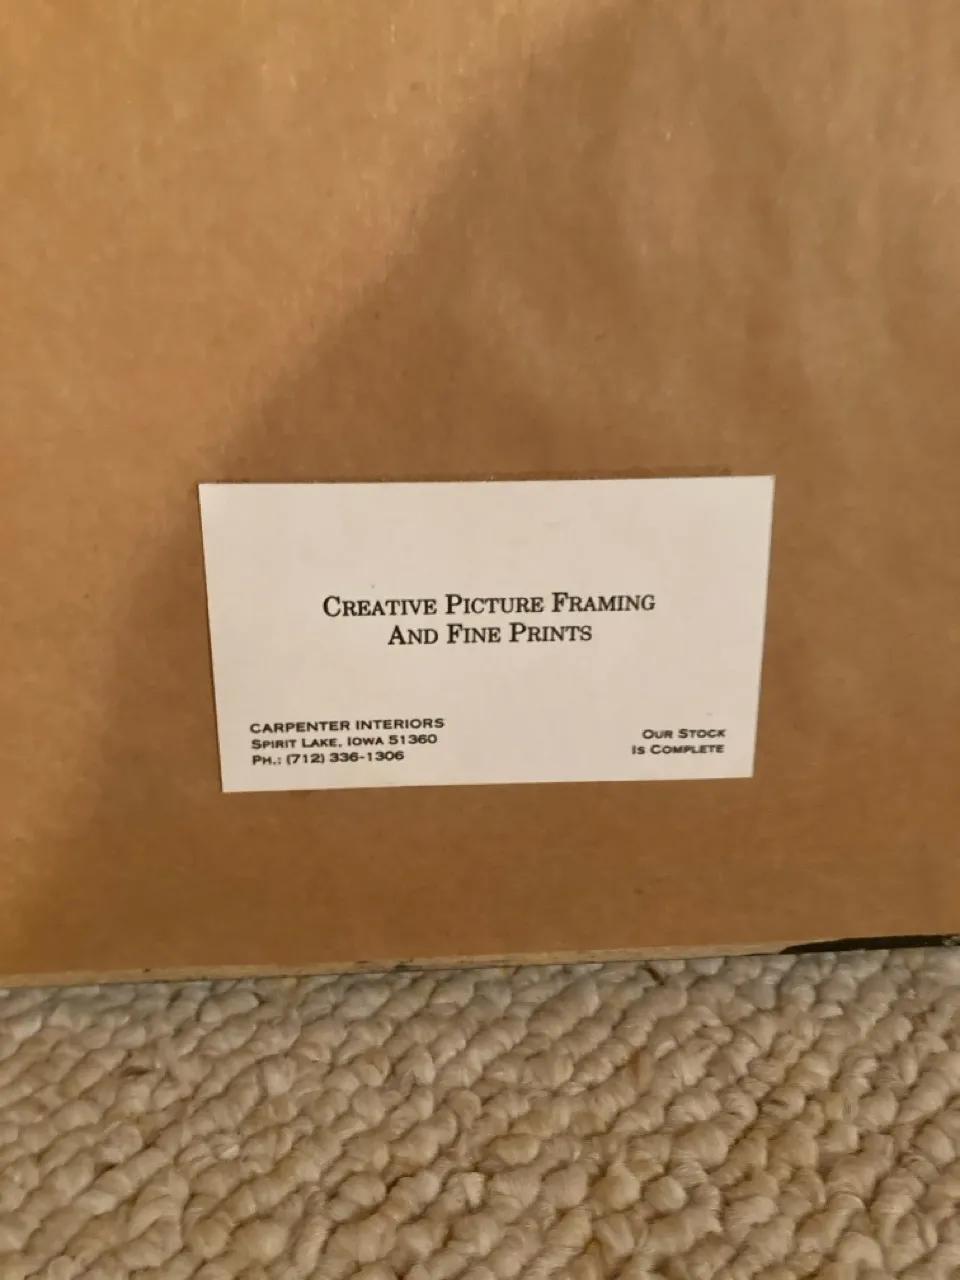 Creative Picture Framing
And Fine Prints
CARPENTER INTERIORS
Spirit Lake, Iowa 51360
Ph.: (712) 336-1306
Our Stock
Is Complete